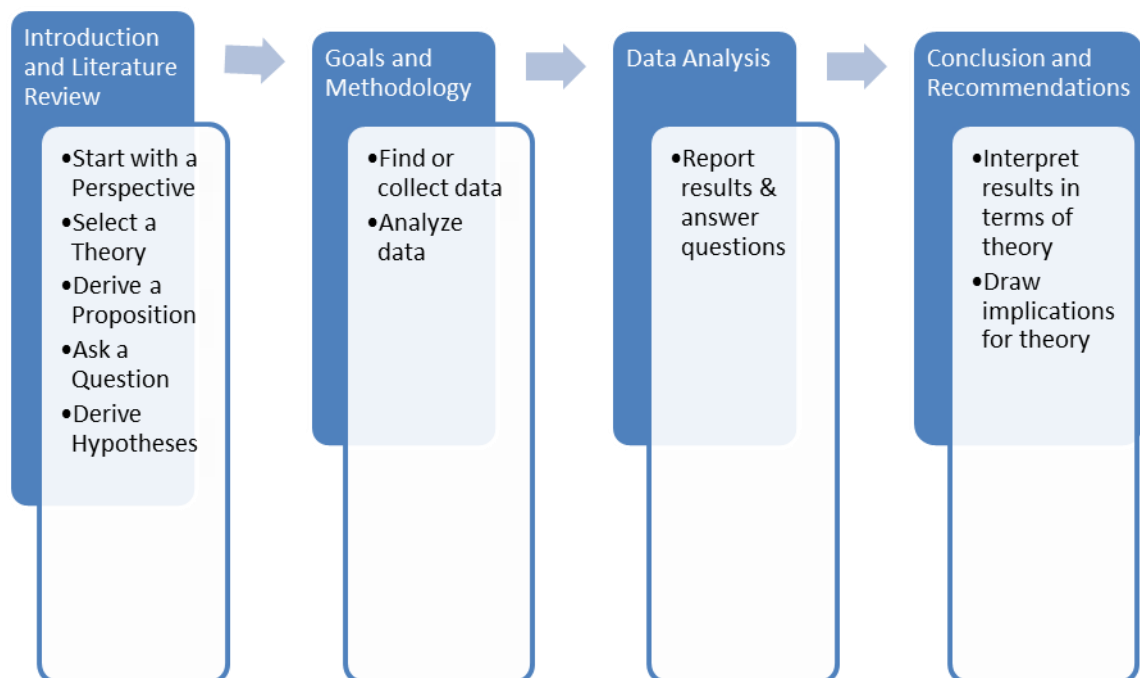 Introduction
and Literature
Review
•Start with a
Perspective
•Select a
Theory
•Derive a
Proposition
•Ask a
Question
•Derive
Hypotheses
Goals and
Methodology
•Find or
collect data
•Analyze
data
Data Analysis
•Report
results &
answer
questions
Conclusion and
Recommendations
•Interpret
results in
terms of
theory
•Draw
implications
for theory